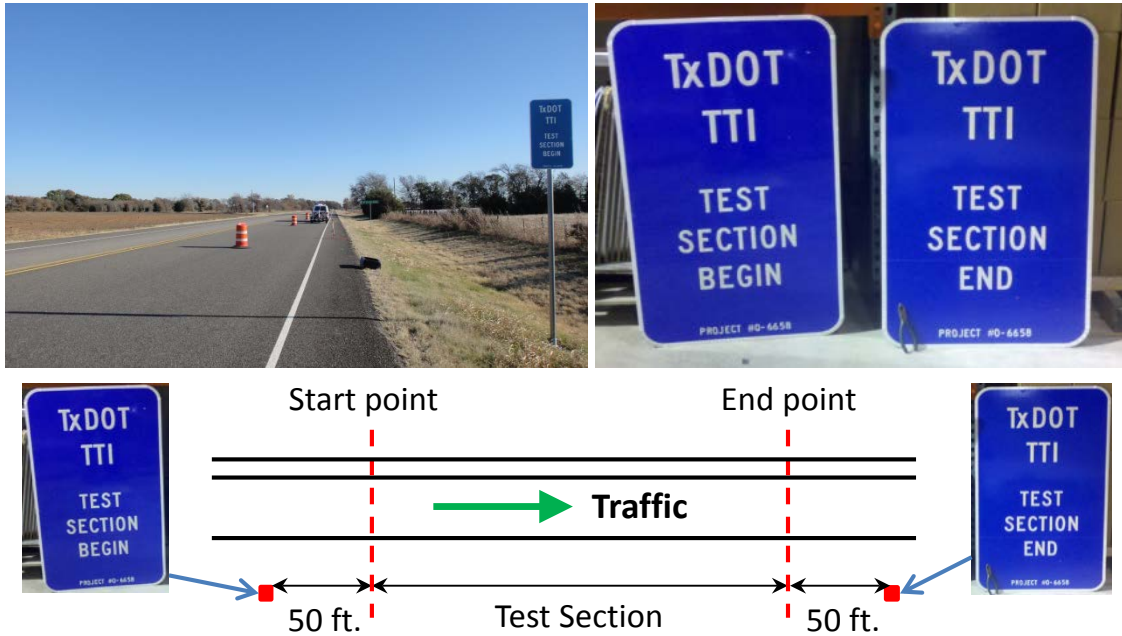 TxDOT
TTI
TEST
SECTION
BEGIN
TxDOT
TTI
TEST
SECTION
BEGIN
PROJECT #0-6658
TxDOT
TTI
TEST
SECTION
END
PROJECT #0-6658
TxDOT
TTI
TEST
SECTION
BEGIN
PROJECT #0-6658
Start point
End point
Traffic
50 ft.
Test Section
50 ft.
TxDOT
TTI
TEST
SECTION
END
PROJECT #0-6658